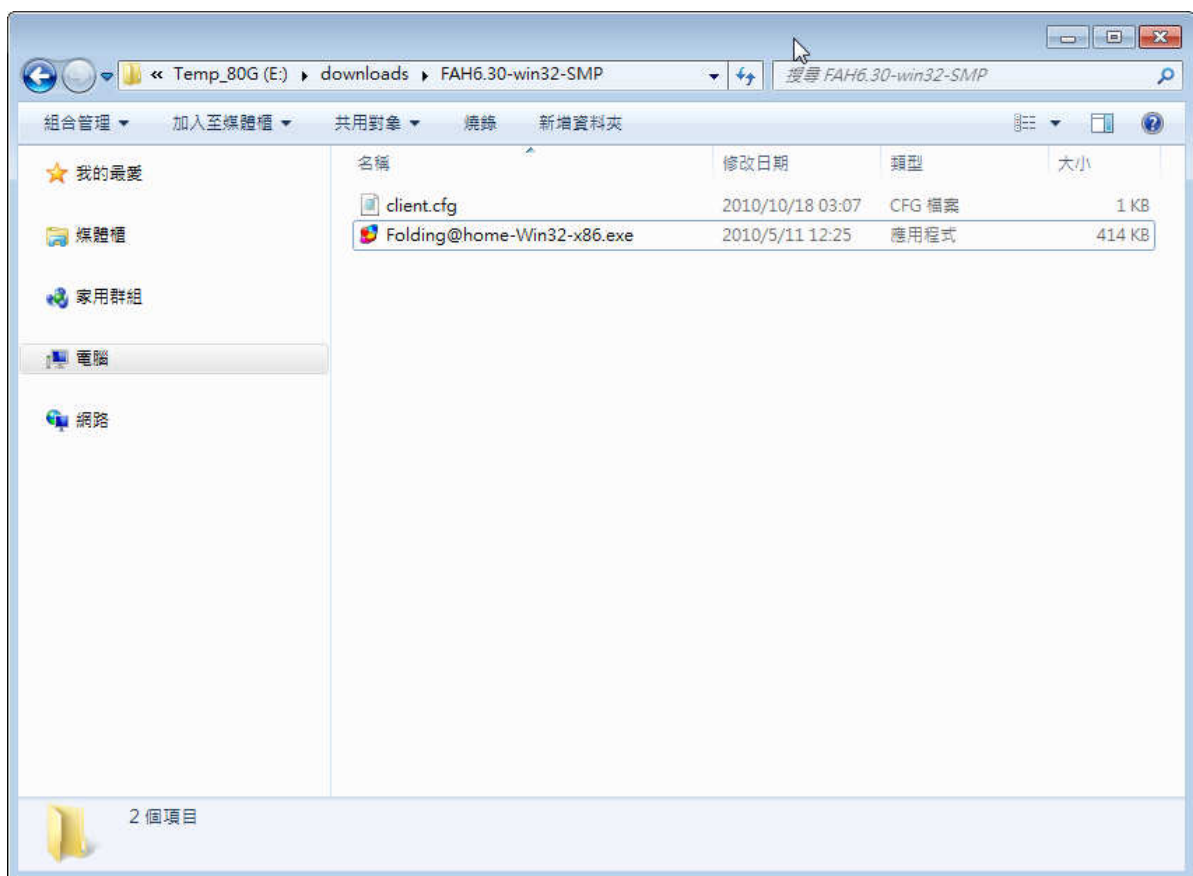 « Temp_80G (E:) ▸ downloads ▸ FAH6.30-win32-SMP
搜尋 FAH6.30-win32-SMP
組合管理 加入至媒體櫃 共用對象 燒錄 新增資料夾
我的最愛
媒體櫃
家用群組
電腦
網路
名稱 修改日期 類型 大小
client.cfg 2010/10/18 03:07 CFG 檔案 1 KB
Folding@home-Win32-x86.exe 2010/5/11 12:25 應用程式 414 KB
2 個項目